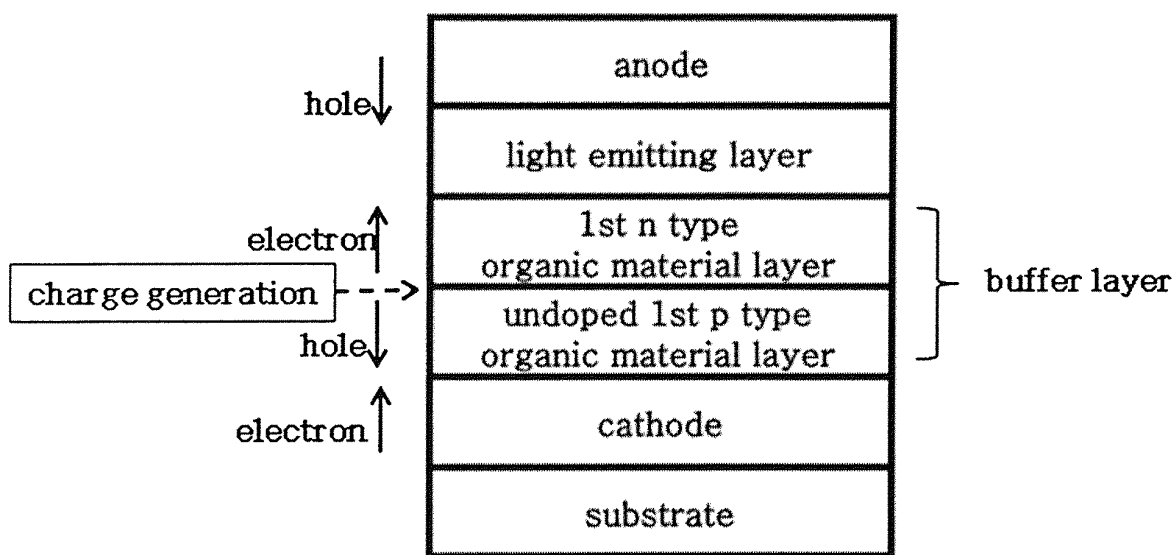 anode
hole
light emitting layer
1st n type
organic material layer
electron
charge generation
buffer layer
undoped 1st p type
organic material layer
hole
cathode
electron
substrate